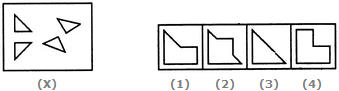 (X) (1) (2) (3) (4)